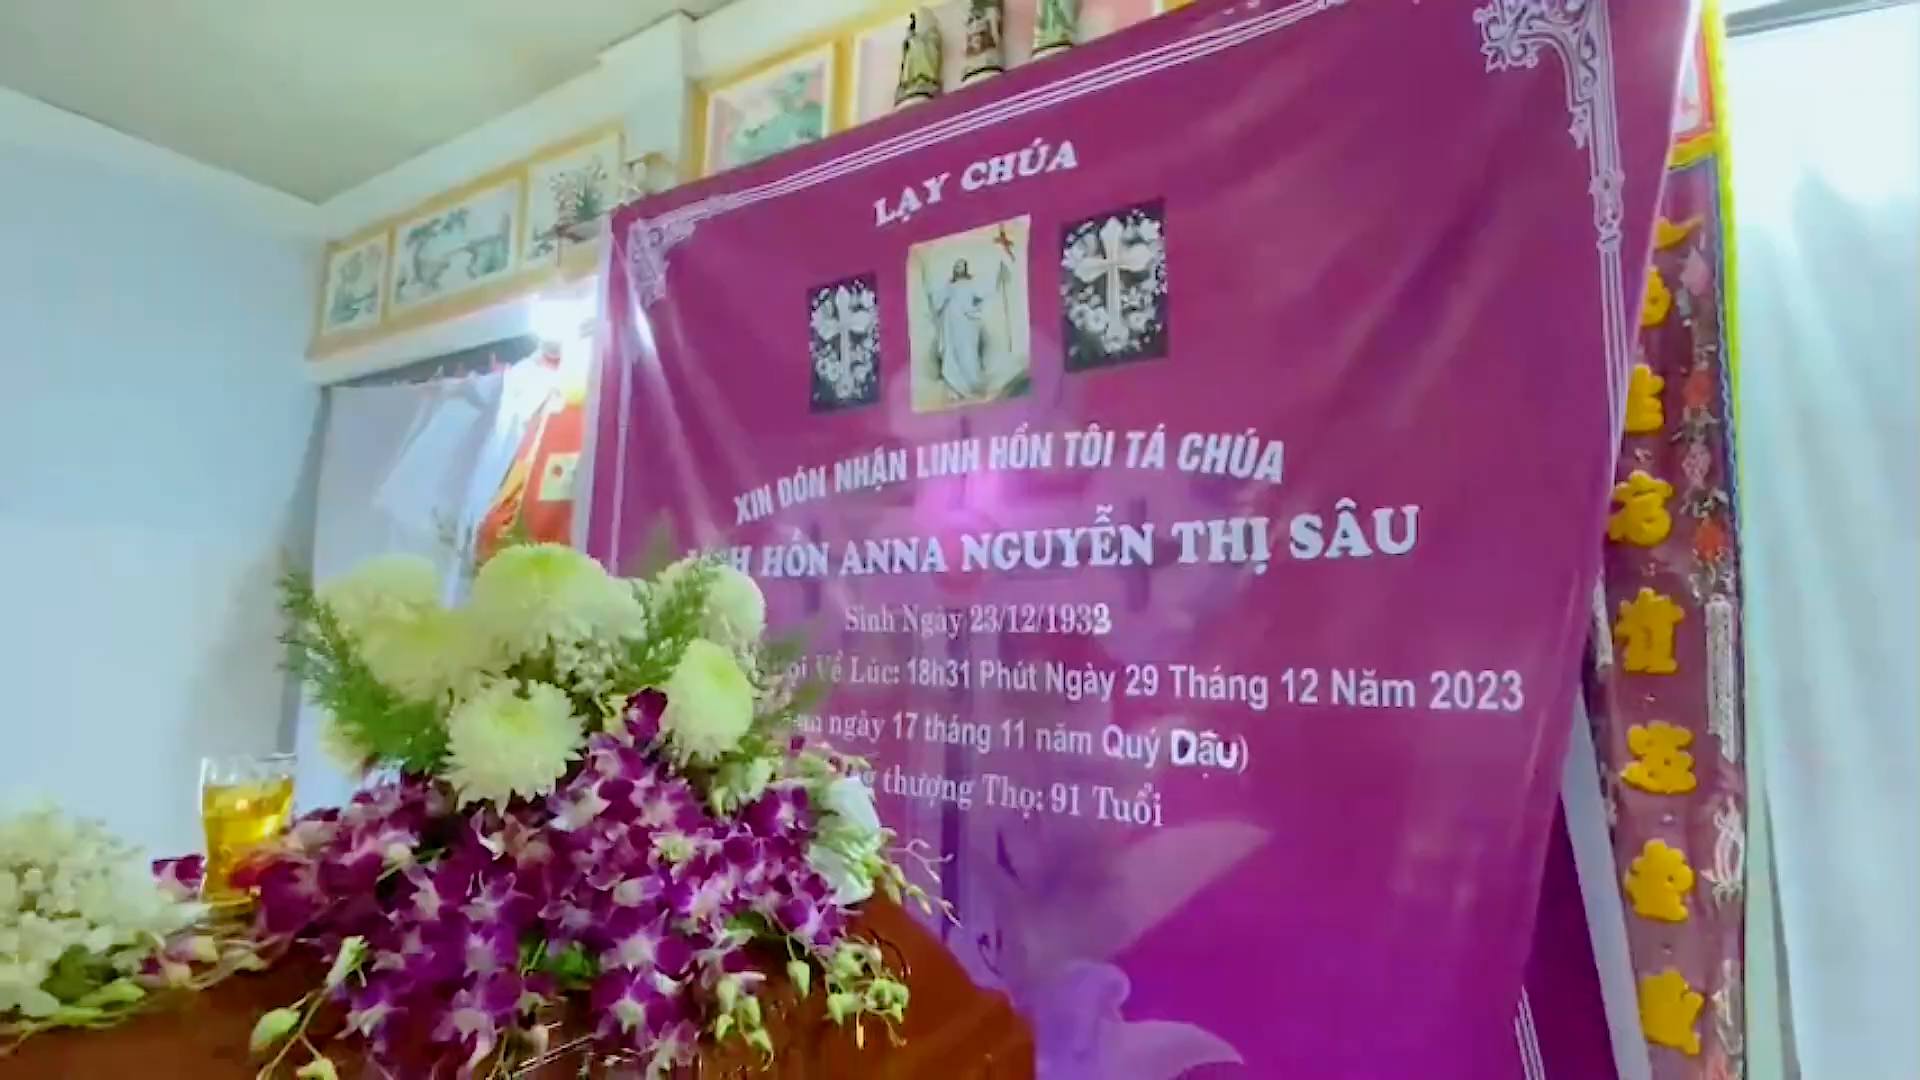 LẠY CHÚA
XIN ĐÓN NHẬN LINH HỒN TÔI TÁ CHÚA
HỒN ANNA NGUYỄN THỊ SÂU
Sinh Ngày 23/12/1933
Về Lúc: 18h31 Phút Ngày 29 Tháng 12 Năm 2023
ngày 17 tháng 11 năm Quý Dậu)
thượng Thọ: 91 Tuổi